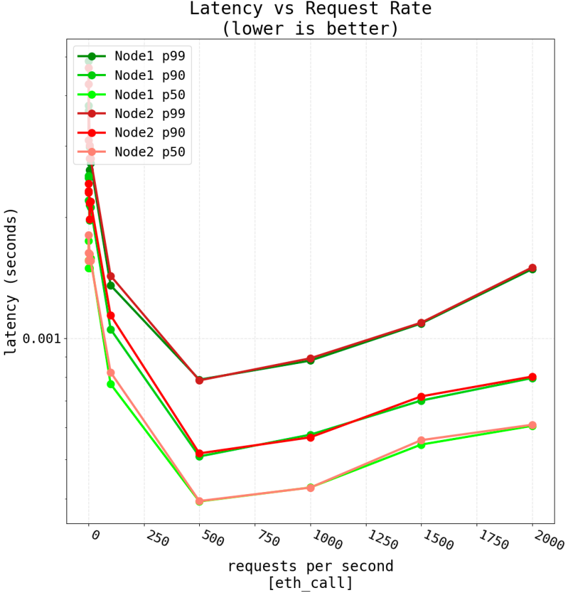 Latency vs Request Rate
(lower is better)
Node1 p99
Node1 p90
Node1 p50
Node2 p99
Node2 p90
Node2 p50
latency (seconds)
0.001
0 250 500 750 1000 1250 1500 1750 2000
requests per second
[eth_call]